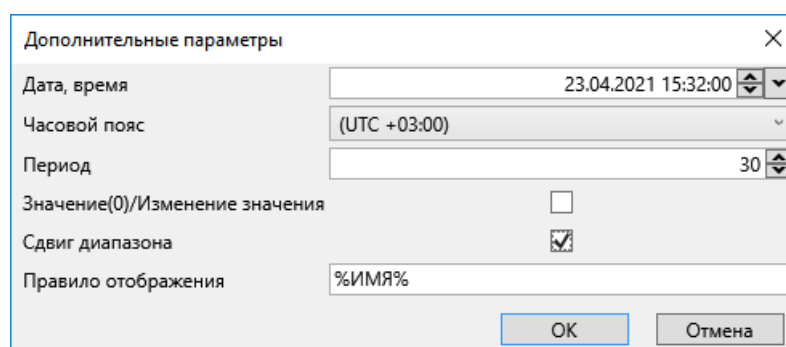 Дополнительные параметры
Дата, время 23.04.2021 15:32:00
Часовой пояс (UTC +03:00)
Период 30
Значение(0)/Изменение значения
Сдвиг диапазона
Правило отображения %ИМЯ%
OK Отмена